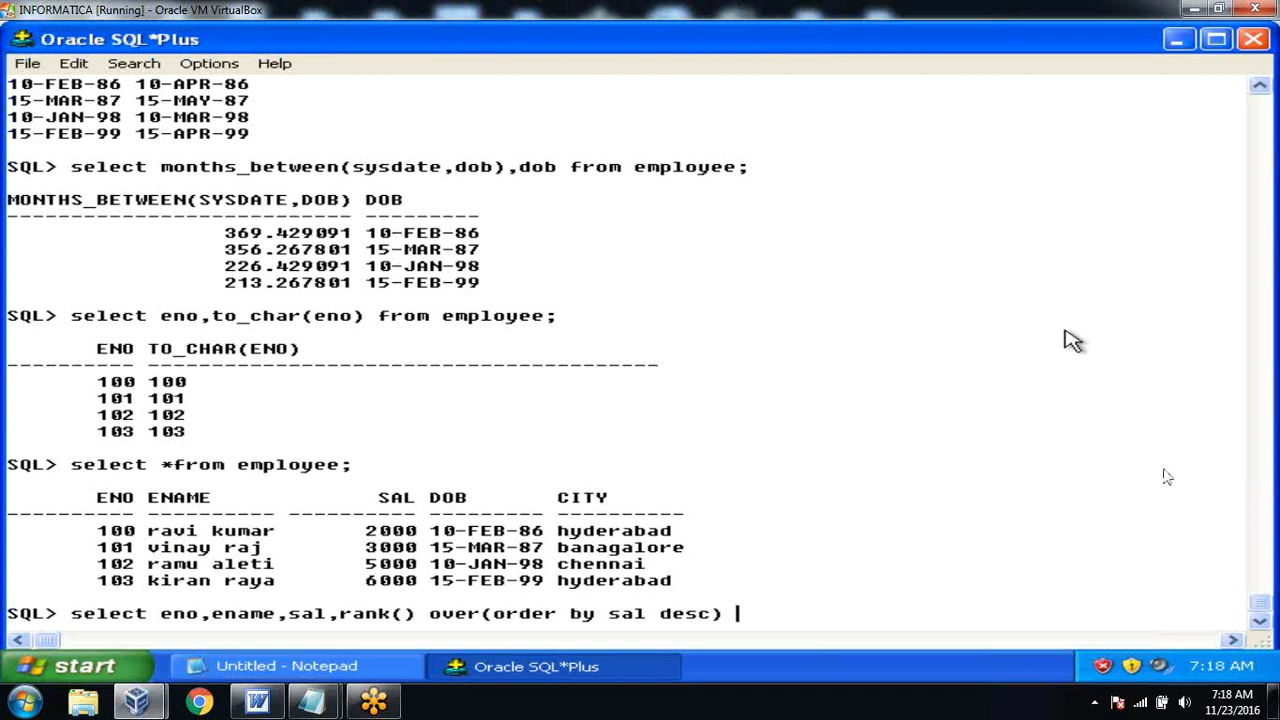 INFORMATICA [Running] - Oracle VM VirtualBox
Oracle SQL*Plus
File Edit Search Options Help
10-FEB-86 10-APR-86
15-MAR-87 15-MAY-87
10-JAN-98 10-MAR-98
15-FEB-99 15-APR-99
SQL> select months_between(sysdate,dob),dob from employee;
MONTHS_BETWEEN(SYSDATE,DOB) DOB
--------------------------- ---------
369.429091 10-FEB-86
356.267801 15-MAR-87
226.429091 10-JAN-98
213.267801 15-FEB-99
SQL> select eno,to_char(eno) from employee;
ENO TO_CHAR(ENO)
---------- ----------------------------------------
100 100
101 101
102 102
103 103
SQL> select *from employee;
ENO ENAME SAL DOB CITY
---------- ---------- ---------- --------- ----------
100 ravi kumar 2000 10-FEB-86 hyderabad
101 vinay raj 3000 15-MAR-87 banagalore
102 ramu aleti 5000 10-JAN-98 chennai
103 kiran raya 6000 15-FEB-99 hyderabad
SQL> select eno,ename,sal,rank() over(order by sal desc)
start Untitled - Notepad Oracle SQL*Plus 7:18 AM
7:18 AM
11/23/2016